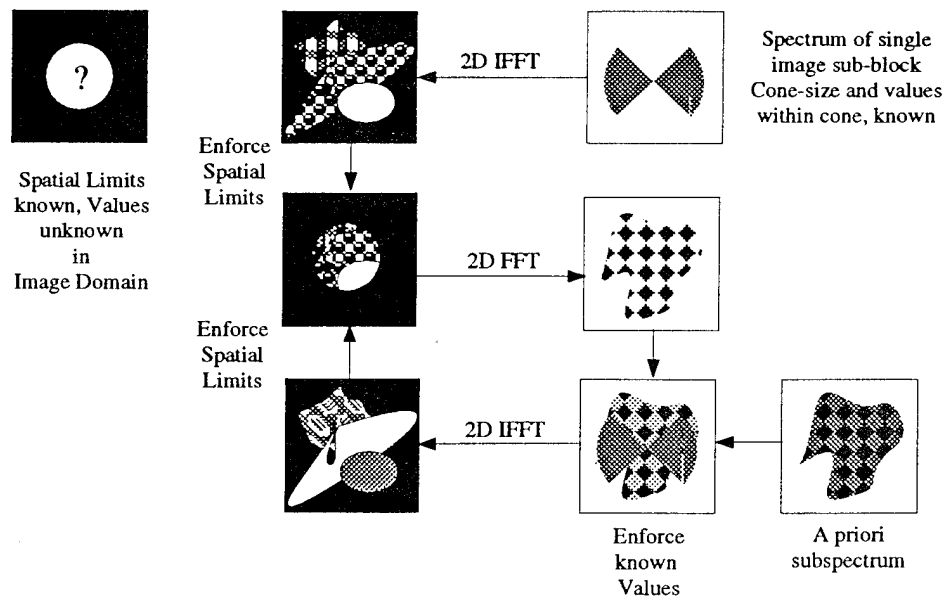 ?
Spatial Limits
known, Values
unknown
in
Image Domain
2D IFFT
Spectrum of single
image sub-block
Cone-size and values
within cone, known
Enforce
Spatial
Limits
2D FFT
Enforce
Spatial
Limits
2D IFFT
Enforce
known
Values
A priori
subspectrum